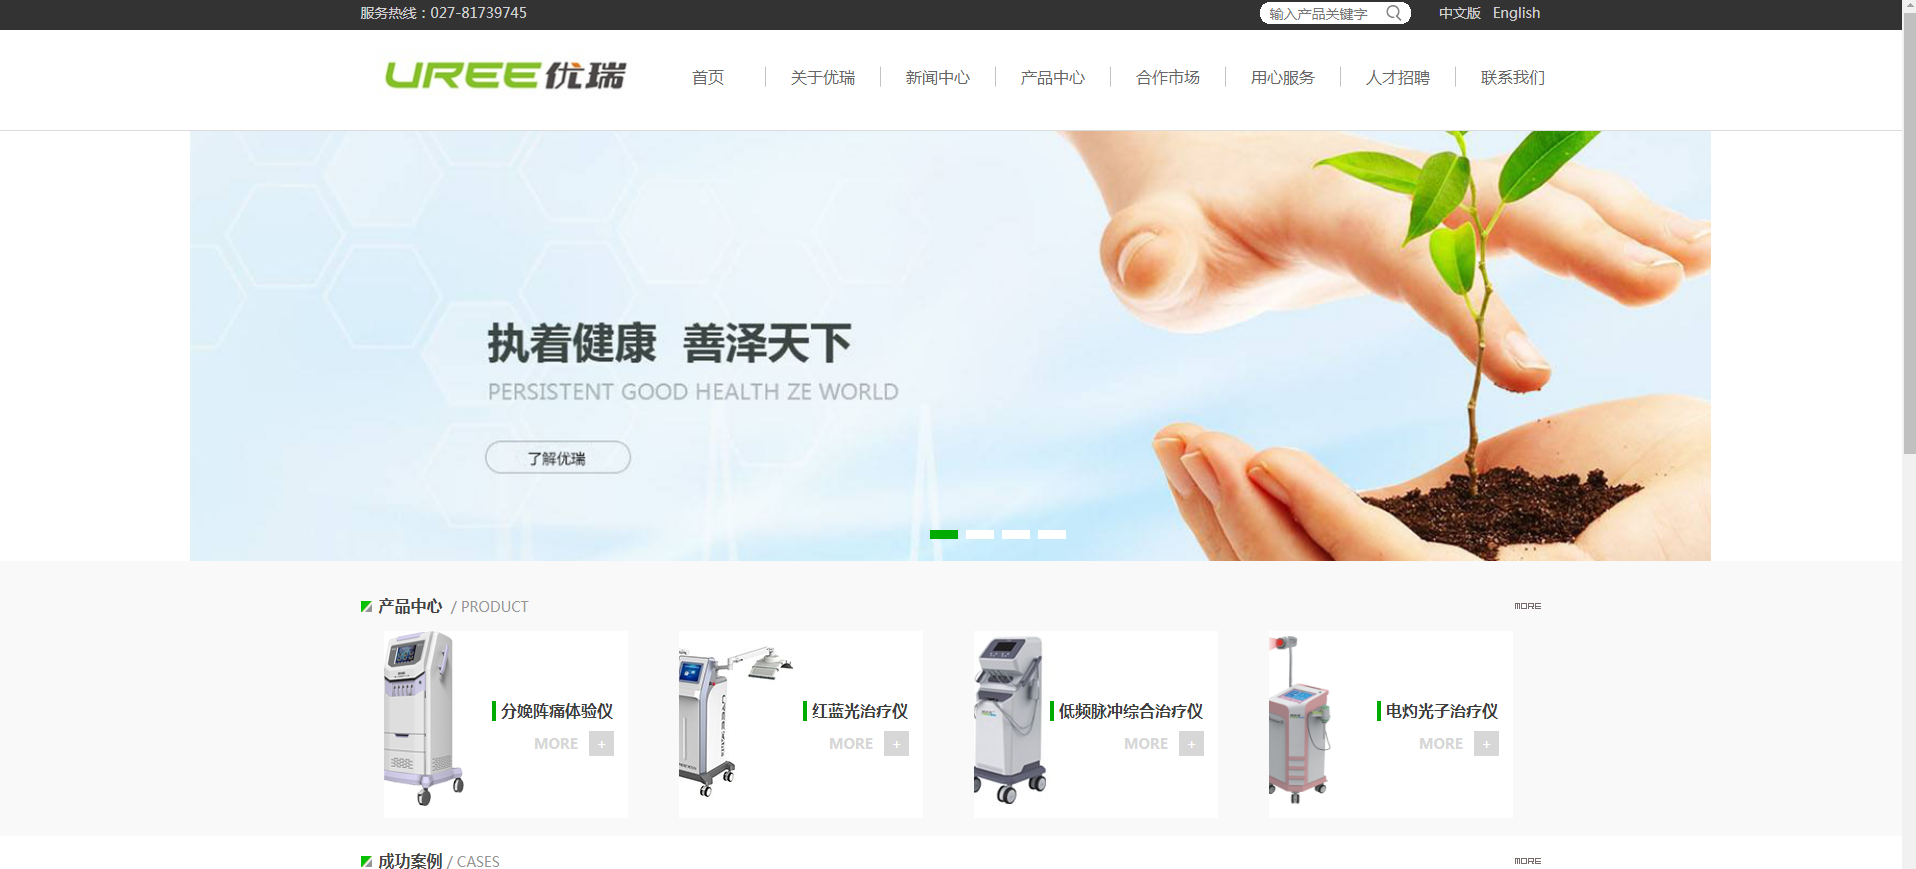 服务热线：027-81739745
输入产品关键字
中文版 English
UREE优瑞
首页 关于优瑞 新闻中心 产品中心 合作市场 用心服务 人才招聘 联系我们
执着健康 善泽天下
PERSISTENT GOOD HEALTH ZE WORLD
了解优瑞
产品中心 / PRODUCT
MORE
分娩阵痛体验仪
MORE +
红蓝光治疗仪
MORE +
低频脉冲综合治疗仪
MORE +
电灼光子治疗仪
MORE +
成功案例 / CASES
MORE